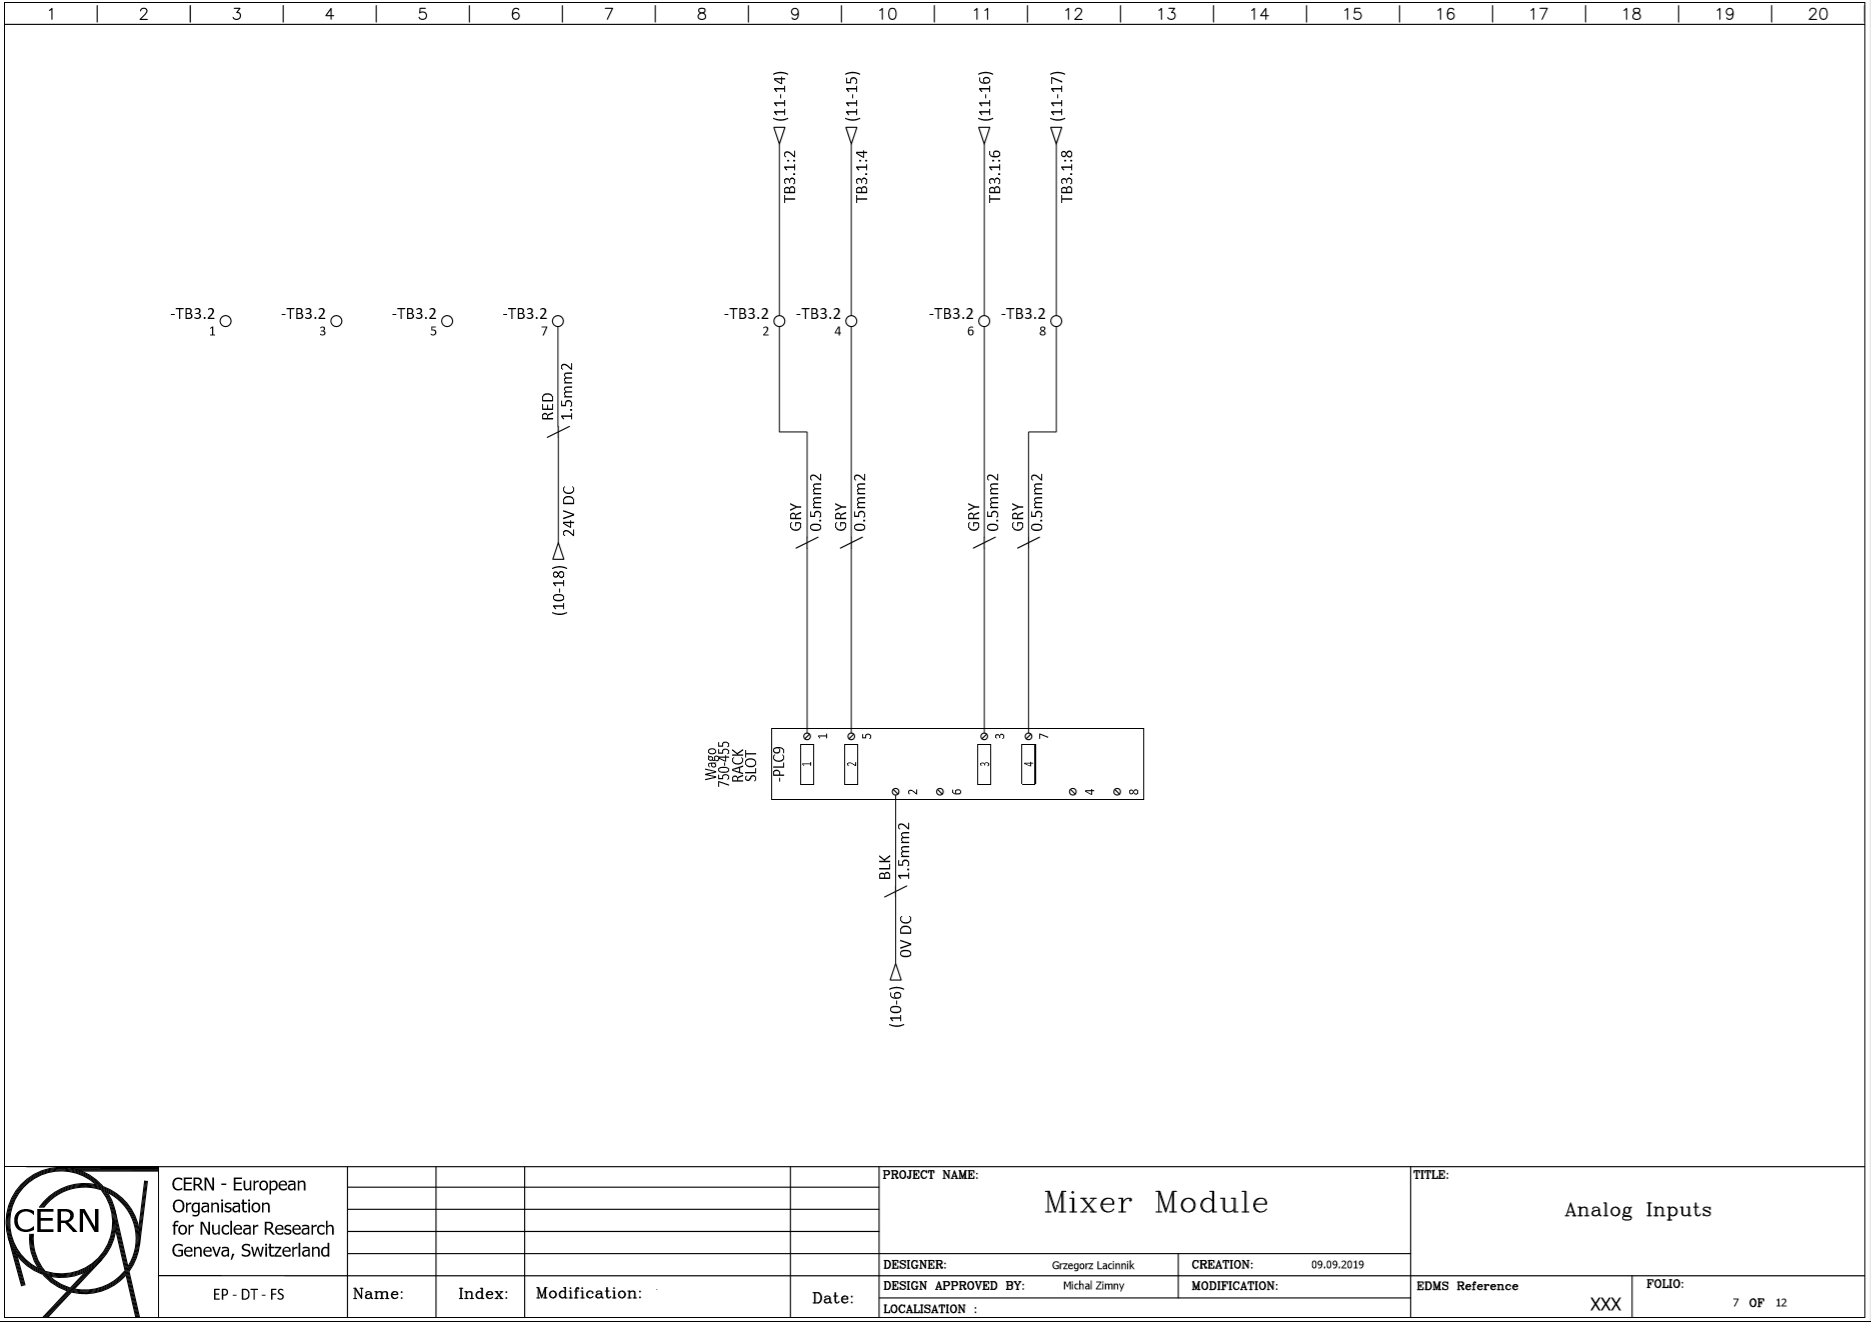 1 2 3 4 5 6 7 8 9 10 11 12 13 14 15 16 17 18 19 20
(11-14) (11-15) (11-16) (11-17)
TB3.1:2 TB3.1:4 TB3.1:6 TB3.1:8
-TB3.2 -TB3.2 -TB3.2 -TB3.2 -TB3.2 -TB3.2 -TB3.2 -TB3.2
1 3 5 7 2 4 6 8
RED
1.5mm2
24V DC
(10-18)
GRY
0.5mm2
GRY
0.5mm2
GRY
0.5mm2
GRY
0.5mm2
Wago
750-455
RACK
SLOT
-PLC9
1 5 3 7
1 2 3 4
2 6 4 8
BLK
1.5mm2
0V DC
(10-6)
CERN
CERN - European
Organisation
for Nuclear Research
Geneva, Switzerland
EP - DT - FS
Name: Index: Modification: Date:
PROJECT NAME:
Mixer Module
DESIGNER: Grzegorz Lacinnik CREATION: 09.09.2019
DESIGN APPROVED BY: Michal Zimny MODIFICATION:
LOCALISATION :
TITLE:
Analog Inputs
EDMS Reference
XXX
FOLIO:
7 OF 12